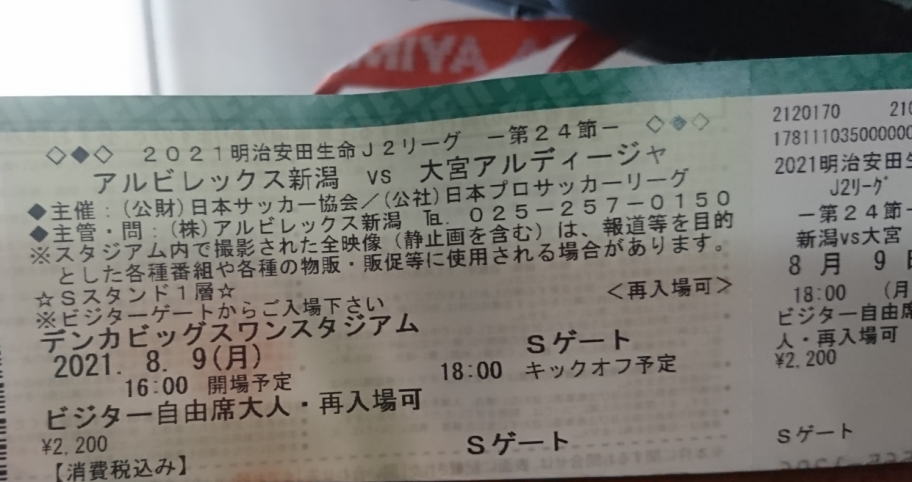 ◇◆◇ 2021明治安田生命J2リーグ ー第24節ー ◇◆◇
アルビレックス新潟 vs 大宮アルディージャ
◆主催:(公財)日本サッカー協会/(公社)日本プロサッカーリーグ
◆主管・問:(株)アルビレックス新潟 ℡. 025-257-0150
※スタジアム内で撮影された全映像(静止画を含む)は、報道等を目的
とした各種番組や各種の物販・販促等に使用される場合があります。
☆Sスタンド1層☆ <再入場可>
※ビジターゲートからご入場下さい
デンカビッグスワンスタジアム
2021. 8. 9(月) Sゲート
16:00 開場予定 18:00 キックオフ予定
ビジター自由席大人・再入場可
¥2,200 Sゲート
【消費税込み】
2120170 210
1781110350000000
2021明治安田生
J2リーグ
ー第24節ー
新潟vs大宮
8 月 9 日
18:00 (月
ビジター自由席
人・再入場可
¥2,200
Sゲート